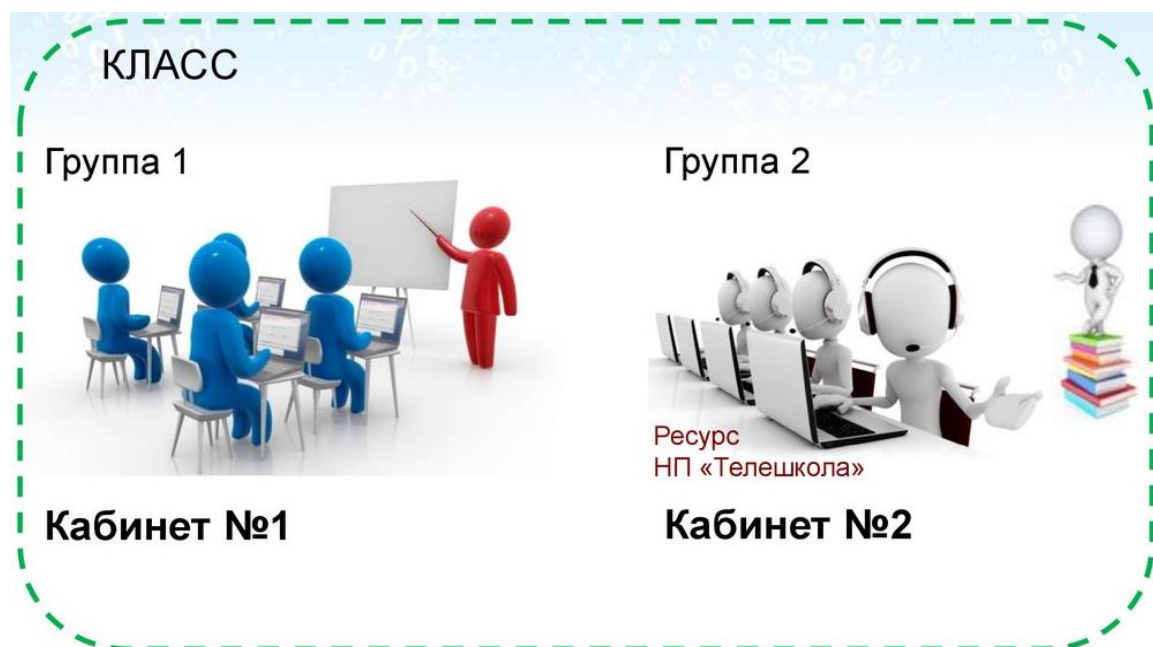 КЛАСС
Группа 1
Группа 2
Ресурс
НП «Телешкола»
Кабинет №1
Кабинет №2